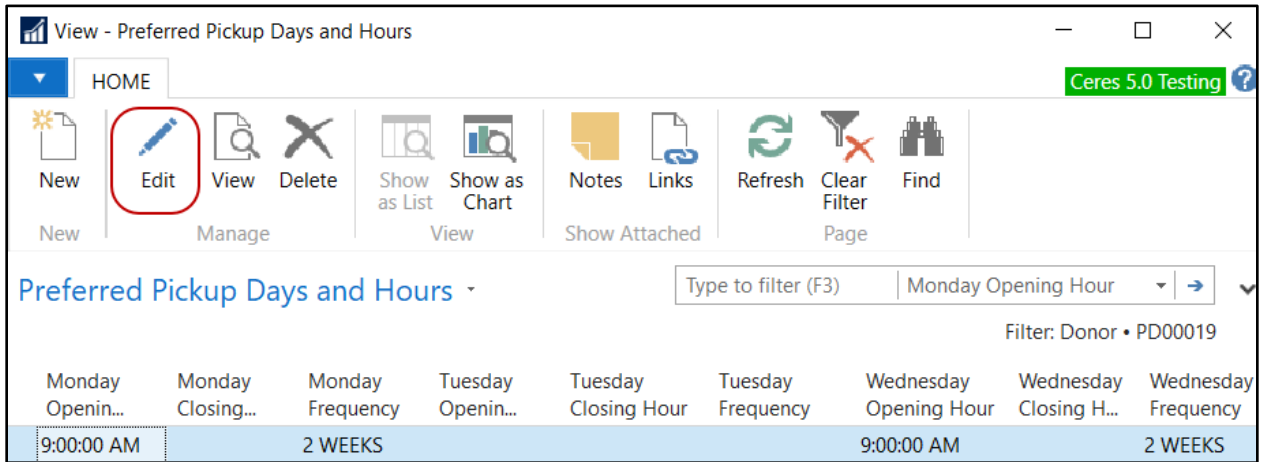 View - Preferred Pickup Days and Hours
HOME
Ceres 5.0 Testing
?
New Edit View Delete Show as List Show as Chart Notes Links Refresh Clear Filter Find
New Manage View Show Attached Page
Preferred Pickup Days and Hours
Type to filter (F3) Monday Opening Hour
Filter: Donor • PD00019
Monday Monday Monday Tuesday Tuesday Tuesday Wednesday Wednesday Wednesday
Openin... Closing... Frequency Openin... Closing Hour Frequency Opening Hour Closing H... Frequency
9:00:00 AM 2 WEEKS 9:00:00 AM 2 WEEKS